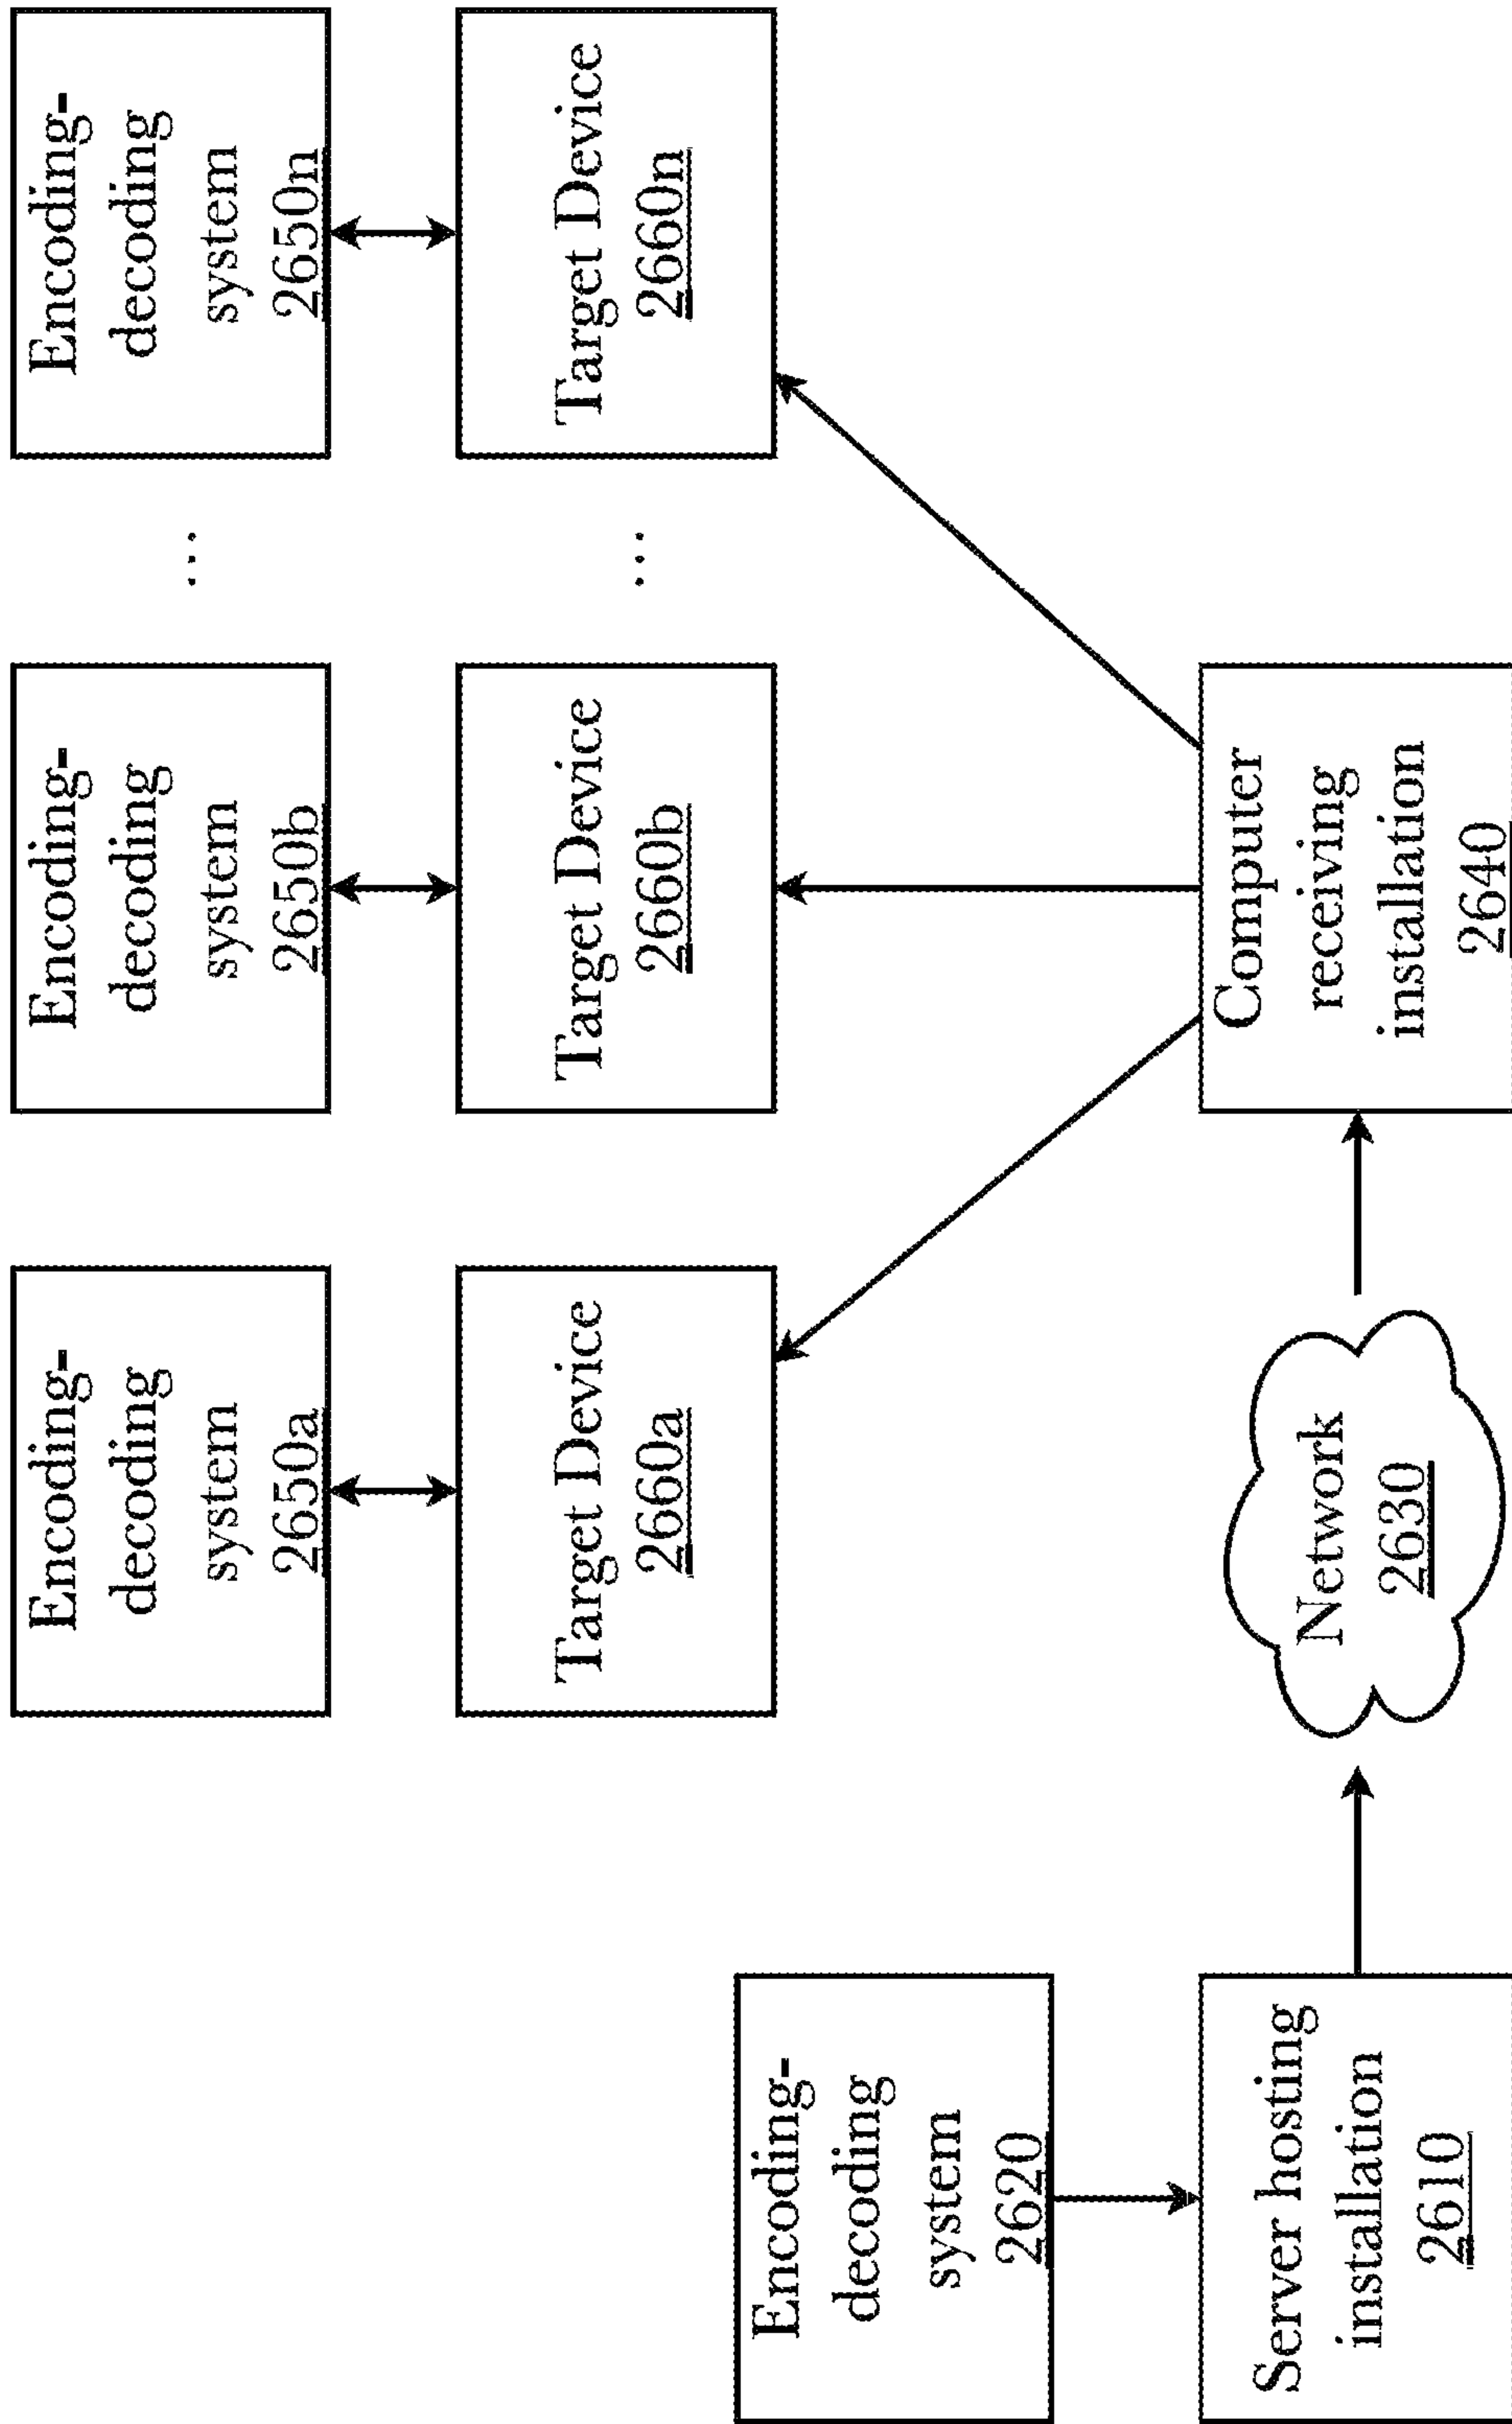 Encoding-
decoding
system
2650a
Encoding-
decoding
system
2650b
...
Encoding-
decoding
system
2650n
Target Device
2660a
Target Device
2660b
...
Target Device
2660n
Encoding-
decoding
system
2620
Server hosting
installation
2610
Network
2630
Computer
receiving
installation
2640